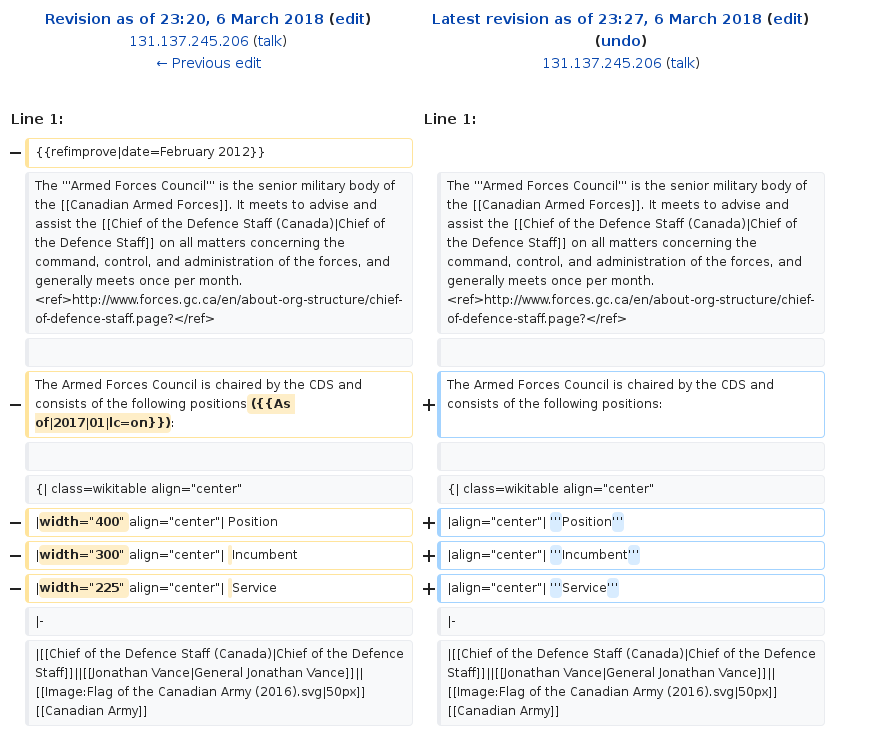 Revision as of 23:20, 6 March 2018 (edit)
131.137.245.206 (talk)
← Previous edit
Latest revision as of 23:27, 6 March 2018 (edit)
(undo)
131.137.245.206 (talk)
Line 1:
Line 1:
− {{refimprove|date=February 2012}}
The '''Armed Forces Council''' is the senior military body of
the [[Canadian Armed Forces]]. It meets to advise and
assist the [[Chief of the Defence Staff (Canada)|Chief of
the Defence Staff]] on all matters concerning the
command, control, and administration of the forces, and
generally meets once per month.
<ref>http://www.forces.gc.ca/en/about-org-structure/chief-
of-defence-staff.page?</ref>
The '''Armed Forces Council''' is the senior military body of
the [[Canadian Armed Forces]]. It meets to advise and
assist the [[Chief of the Defence Staff (Canada)|Chief of
the Defence Staff]] on all matters concerning the
command, control, and administration of the forces, and
generally meets once per month.
<ref>http://www.forces.gc.ca/en/about-org-structure/chief-
of-defence-staff.page?</ref>
The Armed Forces Council is chaired by the CDS and
− consists of the following positions ({{As
of|2017|01|lc=on}}):
The Armed Forces Council is chaired by the CDS and
+ consists of the following positions:
{| class=wikitable align="center"
{| class=wikitable align="center"
− |width="400" align="center"| Position
+ |align="center"| '''Position'''
− |width="300" align="center"| Incumbent
+ |align="center"| '''Incumbent'''
− |width="225" align="center"| Service
+ |align="center"| '''Service'''
|-
|-
|[[Chief of the Defence Staff (Canada)|Chief of the Defence
Staff]]||[[Jonathan Vance|General Jonathan Vance]]||
[[Image:Flag of the Canadian Army (2016).svg|50px]]
[[Canadian Army]]
|[[Chief of the Defence Staff (Canada)|Chief of the Defence
Staff]]||[[Jonathan Vance|General Jonathan Vance]]||
[[Image:Flag of the Canadian Army (2016).svg|50px]]
[[Canadian Army]]